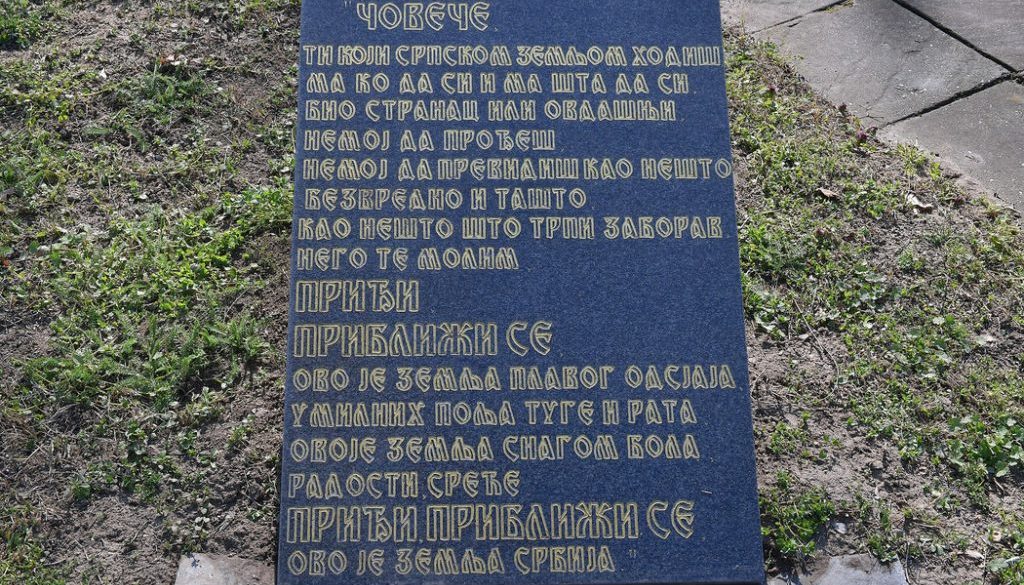 "ЧОВЕЧЕ
ТИ КОЈИ СРПСКОМ ЗЕМЉОМ ХОДИШ
МА КО ДА СИ И МА ШТА ДА СИ
БИО СТРАНАЦ ИЛИ ОВДАШЊИ
НЕМОЈ ДА ПРОЂЕШ
НЕМОЈ ДА ПРЕВИДИШ КАО НЕШТО
БЕЗВРЕДНО И ТАШТО
КАО НЕШТО ШТО ТРПИ ЗАБОРАВ
НЕГО ТЕ МОЛИМ
ПРИЂИ
ПРИБЛИЖИ СЕ
ОВО ЈЕ ЗЕМЉА ПЛАВОГ ОДСЈАЈА
УМИЛНИХ ПОЉА ТУГЕ И РАТА
ОВОЈЕ ЗЕМЉА СНАГОМ БОЛА
РАДОСТИ, СРЕЋЕ
ПРИЂИ, ПРИБЛИЖИ СЕ
ОВО ЈЕ ЗЕМЉА СРБИЈА"